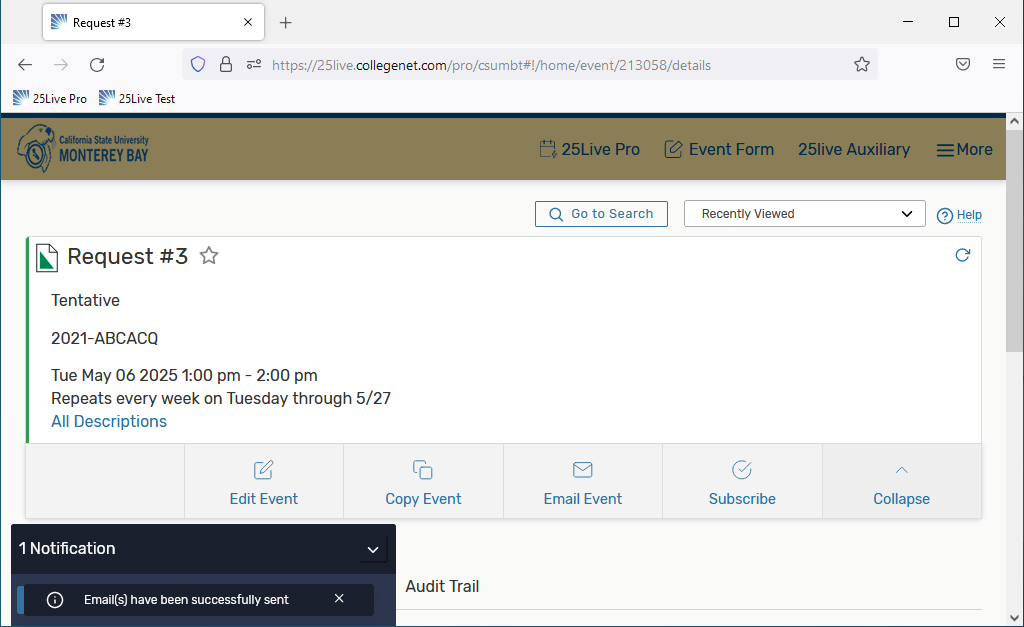 Request #3
https://25live.collegenet.com/pro/csumbt#!/home/event/213058/details
25Live Pro
25Live Test
California State University
MONTEREY BAY
25Live Pro
Event Form
25live Auxiliary
More
Go to Search
Recently Viewed
Help
Request #3
Tentative
2021-ABCACQ
Tue May 06 2025 1:00 pm - 2:00 pm
Repeats every week on Tuesday through 5/27
All Descriptions
Edit Event
Copy Event
Email Event
Subscribe
Collapse
1 Notification
Audit Trail
Email(s) have been successfully sent